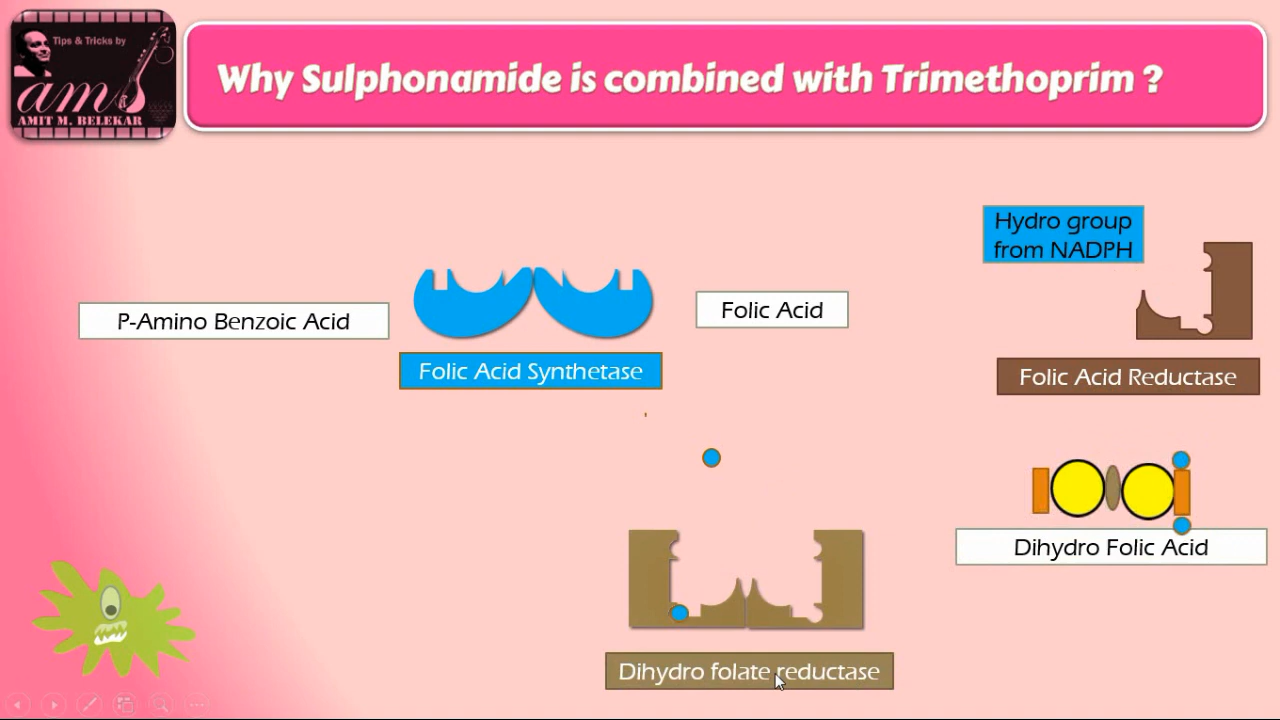 Tips & Tricks by
am
AMIT M. BELEKAR
Why Sulphonamide is combined with Trimethoprim ?
Hydro group
from NADPH
P-Amino Benzoic Acid
Folic Acid
Folic Acid Synthetase
Folic Acid Reductase
Dihydro Folic Acid
Dihydro folate reductase